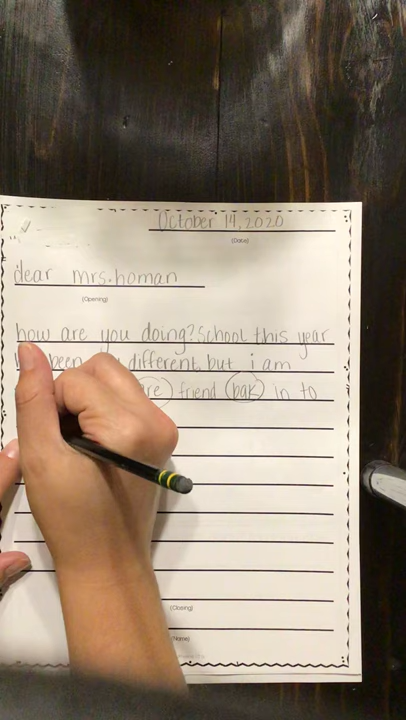 October 14, 2020
(Date)
dear mrs. homan
(Opening)
how are you doing? School this year
been different but i am
friend bak in to
(Closing)
(Name)